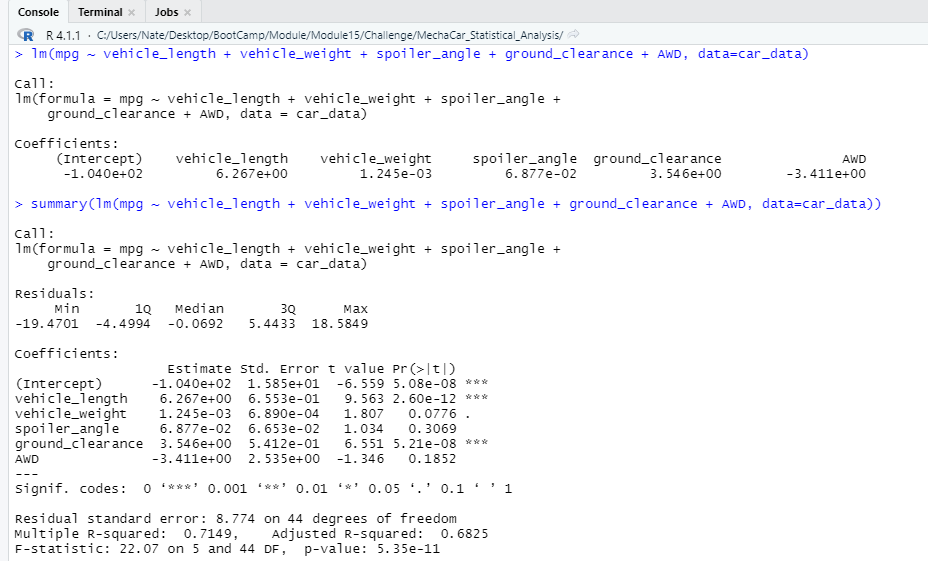 Console Terminal × Jobs ×
R 4.1.1 · C:/Users/Nate/Desktop/BootCamp/Module/Module15/Challenge/MechaCar_Statistical_Analysis/
> lm(mpg ~ vehicle_length + vehicle_weight + spoiler_angle + ground_clearance + AWD, data=car_data)
Call:
lm(formula = mpg ~ vehicle_length + vehicle_weight + spoiler_angle +
    ground_clearance + AWD, data = car_data)
Coefficients:
     (Intercept)    vehicle_length    vehicle_weight     spoiler_angle  ground_clearance               AWD
      -1.040e+02         6.267e+00         1.245e-03         6.877e-02         3.546e+00        -3.411e+00
> summary(lm(mpg ~ vehicle_length + vehicle_weight + spoiler_angle + ground_clearance + AWD, data=car_data))
Call:
lm(formula = mpg ~ vehicle_length + vehicle_weight + spoiler_angle +
    ground_clearance + AWD, data = car_data)
Residuals:
     Min       1Q   Median       3Q      Max
-19.4701  -4.4994  -0.0692   5.4433  18.5849
Coefficients:
                   Estimate Std. Error t value Pr(>|t|)
(Intercept)      -1.040e+02  1.585e+01  -6.559 5.08e-08 ***
vehicle_length    6.267e+00  6.553e-01   9.563 2.60e-12 ***
vehicle_weight    1.245e-03  6.890e-04   1.807   0.0776 .
spoiler_angle     6.877e-02  6.653e-02   1.034   0.3069
ground_clearance  3.546e+00  5.412e-01   6.551 5.21e-08 ***
AWD              -3.411e+00  2.535e+00  -1.346   0.1852
---
Signif. codes:  0 ‘***’ 0.001 ‘**’ 0.01 ‘*’ 0.05 ‘.’ 0.1 ‘ ’ 1
Residual standard error: 8.774 on 44 degrees of freedom
Multiple R-squared:  0.7149,    Adjusted R-squared:  0.6825
F-statistic: 22.07 on 5 and 44 DF,  p-value: 5.35e-11